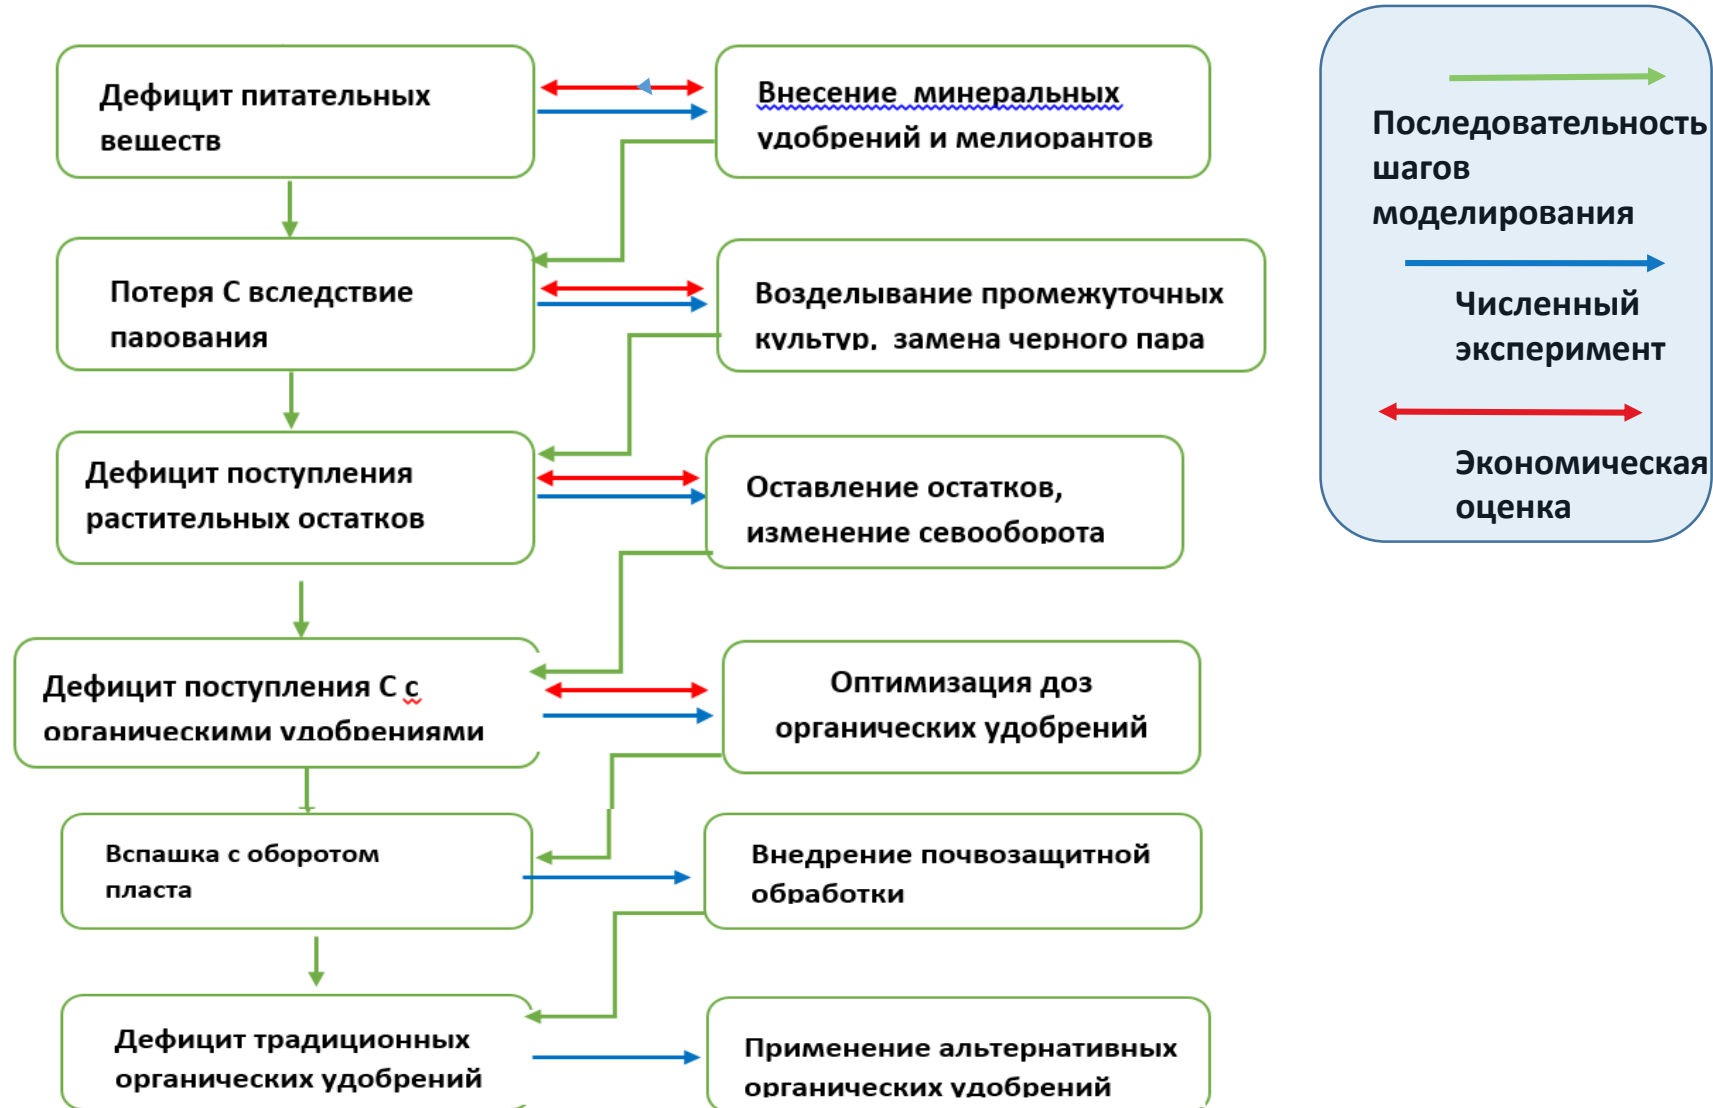 Дефицит питательных
веществ
Внесение минеральных
удобрений и мелиорантов
Потеря С вследствие
парования
Возделывание промежуточных
культур, замена черного пара
Дефицит поступления
растительных остатков
Оставление остатков,
изменение севооборота
Дефицит поступления С с
органическими удобрениями
Оптимизация доз
органических удобрений
Вспашка с оборотом
пласта
Внедрение почвозащитной
обработки
Дефицит традиционных
органических удобрений
Применение альтернативных
органических удобрений
Последовательность
шагов
моделирования
Численный
эксперимент
Экономическая
оценка